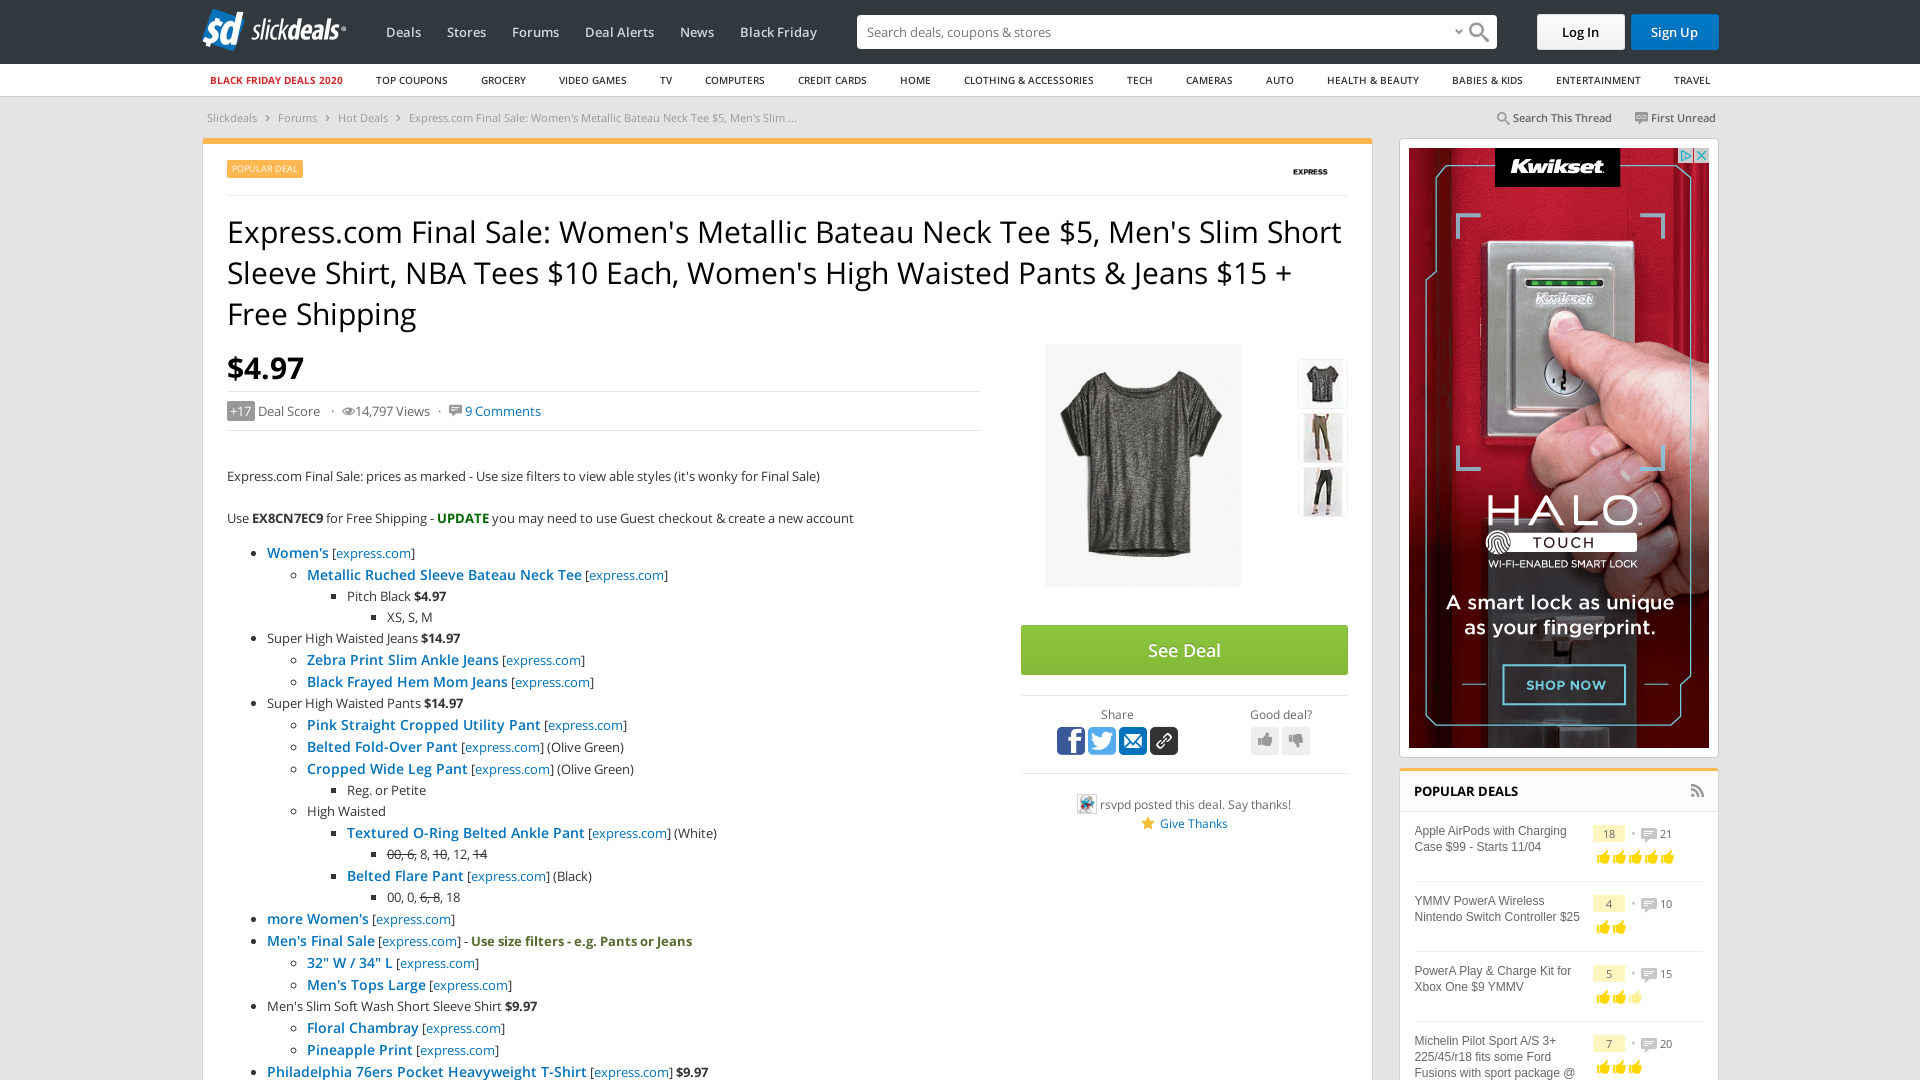 sd slickdeals
Deals Stores Forums Deal Alerts News Black Friday
Search deals, coupons & stores
Log In
Sign Up
BLACK FRIDAY DEALS 2020 TOP COUPONS GROCERY VIDEO GAMES TV COMPUTERS CREDIT CARDS HOME CLOTHING & ACCESSORIES TECH CAMERAS AUTO HEALTH & BEAUTY BABIES & KIDS ENTERTAINMENT TRAVEL
Slickdeals > Forums > Hot Deals > Express.com Final Sale: Women's Metallic Bateau Neck Tee $5, Men's Slim ...
Search This Thread First Unread
POPULAR DEAL
EXPRESS
Express.com Final Sale: Women's Metallic Bateau Neck Tee $5, Men's Slim Short
Sleeve Shirt, NBA Tees $10 Each, Women's High Waisted Pants & Jeans $15 +
Free Shipping
$4.97
+17 Deal Score · 14,797 Views · 9 Comments
Express.com Final Sale: prices as marked - Use size filters to view able styles (it's wonky for Final Sale)
Use EX8CN7EC9 for Free Shipping - UPDATE you may need to use Guest checkout & create a new account
Women's [express.com]
Metallic Ruched Sleeve Bateau Neck Tee [express.com]
Pitch Black $4.97
XS, S, M
Super High Waisted Jeans $14.97
Zebra Print Slim Ankle Jeans [express.com]
Black Frayed Hem Mom Jeans [express.com]
Super High Waisted Pants $14.97
Pink Straight Cropped Utility Pant [express.com]
Belted Fold-Over Pant [express.com] (Olive Green)
Cropped Wide Leg Pant [express.com] (Olive Green)
Reg. or Petite
High Waisted
Textured O-Ring Belted Ankle Pant [express.com] (White)
00, 6, 8, 10, 12, 14
Belted Flare Pant [express.com] (Black)
00, 0, 6, 8, 18
more Women's [express.com]
Men's Final Sale [express.com] - Use size filters - e.g. Pants or Jeans
32" W / 34" L [express.com]
Men's Tops Large [express.com]
Men's Slim Soft Wash Short Sleeve Shirt $9.97
Floral Chambray [express.com]
Pineapple Print [express.com]
Philadelphia 76ers Pocket Heavyweight T-Shirt [express.com] $9.97
See Deal
Share
Good deal?
rsvpd posted this deal. Say thanks!
Give Thanks
Kwikset
Kwikset
HALO
TOUCH
WI-FI-ENABLED SMART LOCK
A smart lock as unique
as your fingerprint.
SHOP NOW
POPULAR DEALS
Apple AirPods with Charging
Case $99 - Starts 11/04
18 • 21
YMMV PowerA Wireless
Nintendo Switch Controller $25
4 • 10
PowerA Play & Charge Kit for
Xbox One $9 YMMV
5 • 15
Michelin Pilot Sport A/S 3+
225/45/r18 fits some Ford
Fusions with sport package @
7 • 20